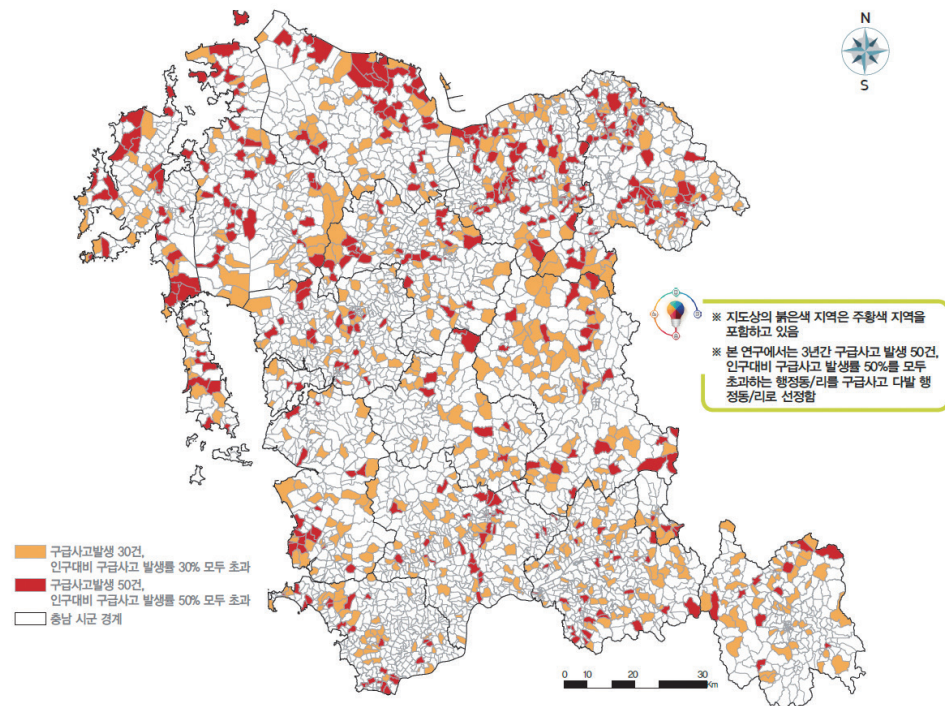 N
S
※ 지도상의 붉은색 지역은 주황색 지역을
포함하고 있음
※ 본 연구에서는 3년간 구급사고 발생 50건,
인구대비 구급사고 발생률 50%를 모두
초과하는 행정동/리를 구급사고 다발 행
정동/리로 선정함
구급사고발생 30건,
인구대비 구급사고 발생률 30% 모두 초과
구급사고발생 50건,
인구대비 구급사고 발생률 50% 모두 초과
충남 시군 경계
0 10 20 30
Km